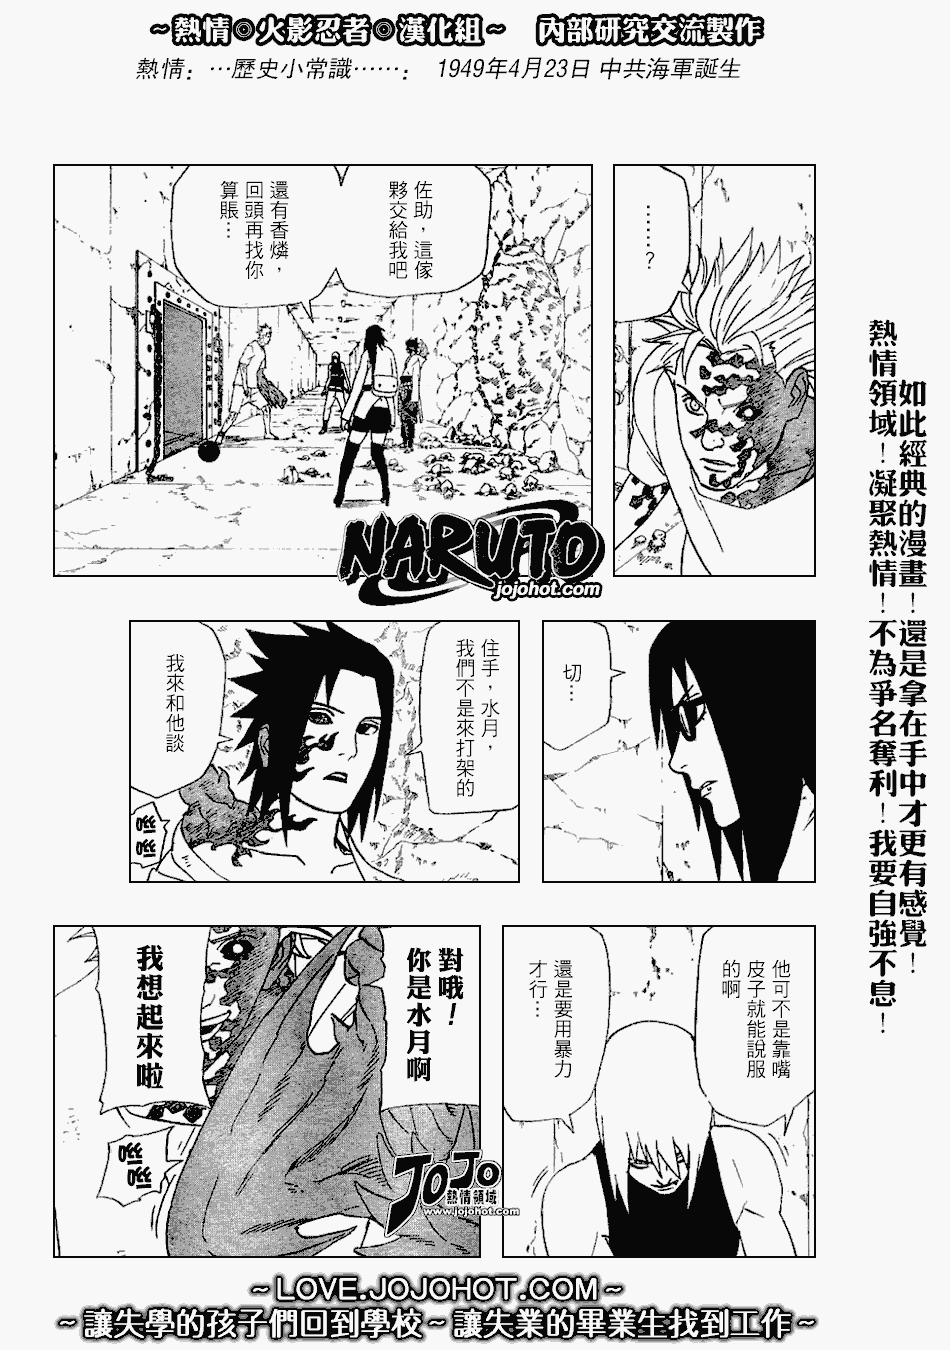 ~熱情◎火影忍者◎漢化組~　內部研究交流製作
熱情：…歷史小常識……： 1949年4月23日 中共海軍誕生
……？
佐助，這傢
夥交給我吧
還有香燐，
回頭再找你
算賬…
NARUTO
jojohot.com
如此經典的漫畫！還是拿在手中才更有感覺！
熱情領域！凝聚熱情！不為爭名奪利！我要自強不息！
切…
住手，水月，
我們不是來打架的
我來和他談
他可不是靠嘴
皮子就能說服
的啊
還是要用暴力
才行…
對哦！
你是水月啊
我想起來啦
JOJO
熱情領域
www.jojohot.com
~LOVE.JOJOHOT.COM~
~讓失學的孩子們回到學校~讓失業的畢業生找到工作~